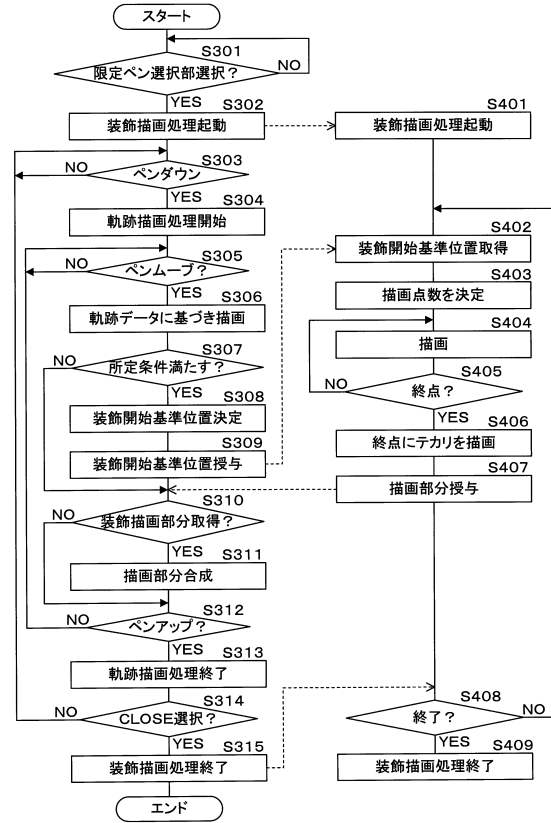 スタート
S301
限定ペン選択部選択？
NO
YES
S302
装飾描画処理起動
S303
ペンダウン
NO
YES
S304
軌跡描画処理開始
S305
ペンムーブ？
NO
YES
S306
軌跡データに基づき描画
S307
所定条件満たす？
NO
YES
S308
装飾開始基準位置決定
S309
装飾開始基準位置授与
S310
装飾描画部分取得？
NO
YES
S311
描画部分合成
S312
ペンアップ？
NO
YES
S313
軌跡描画処理終了
S314
CLOSE選択？
NO
YES
S315
装飾描画処理終了
エンド
S401
装飾描画処理起動
S402
装飾開始基準位置取得
S403
描画点数を決定
S404
描画
S405
終点？
NO
YES
S406
終点にテカリを描画
S407
描画部分授与
S408
終了？
NO
YES
S409
装飾描画処理終了